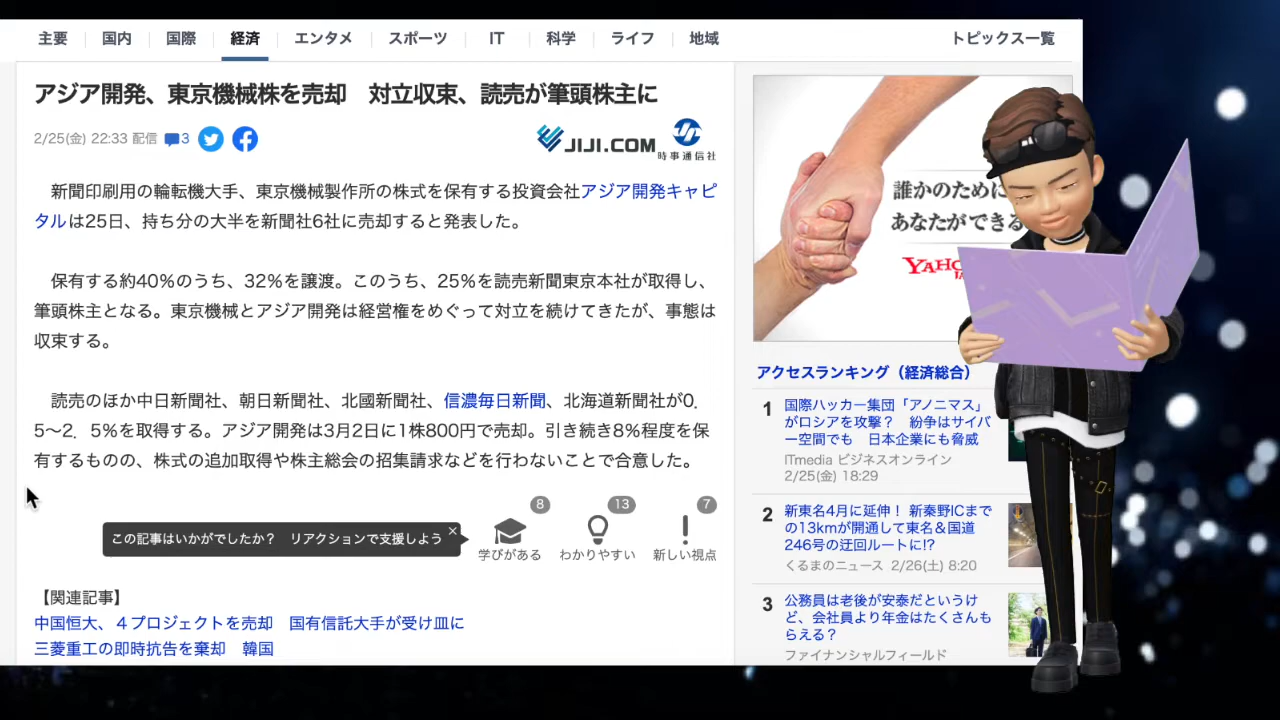 主要 国内 国際 経済 エンタメ スポーツ IT 科学 ライフ 地域 トピックス一覧
アジア開発、東京機械株を売却　対立収束、読売が筆頭株主に
2/25(金) 22:33 配信 3
JIJI.COM 時事通信社
新聞印刷用の輪転機大手、東京機械製作所の株式を保有する投資会社アジア開発キャピ
タルは25日、持ち分の大半を新聞社6社に売却すると発表した。
保有する約40%のうち、32%を譲渡。このうち、25%を読売新聞東京本社が取得し、
筆頭株主となる。東京機械とアジア開発は経営権をめぐって対立を続けてきたが、事態は
収束する。
読売のほか中日新聞社、朝日新聞社、北國新聞社、信濃毎日新聞、北海道新聞社が0．
5〜2．5%を取得する。アジア開発は3月2日に1株800円で売却。引き続き8%程度を保
有するものの、株式の追加取得や株主総会の招集請求などを行わないことで合意した。
この記事はいかがでしたか？　リアクションで支援しよう
8 13 7
学びがある わかりやすい 新しい視点
【関連記事】
中国恒大、４プロジェクトを売却　国有信託大手が受け皿に
三菱重工の即時抗告を棄却　韓国
誰かのために
あなたができる
YAHO
アクセスランキング（経済総合）
1 国際ハッカー集団「アノニマス」
がロシアを攻撃？　紛争はサイバ
ー空間でも　日本企業にも脅威
ITmedia ビジネスオンライン
2/25(金) 18:29
2 新東名4月に延伸！ 新秦野ICまで
の13kmが開通して東名＆国道
246号の迂回ルートに!?
くるまのニュース 2/26(土) 8:20
3 公務員は老後が安泰だというけ
ど、会社員より年金はたくさんも
らえる？
ファイナンシャルフィールド